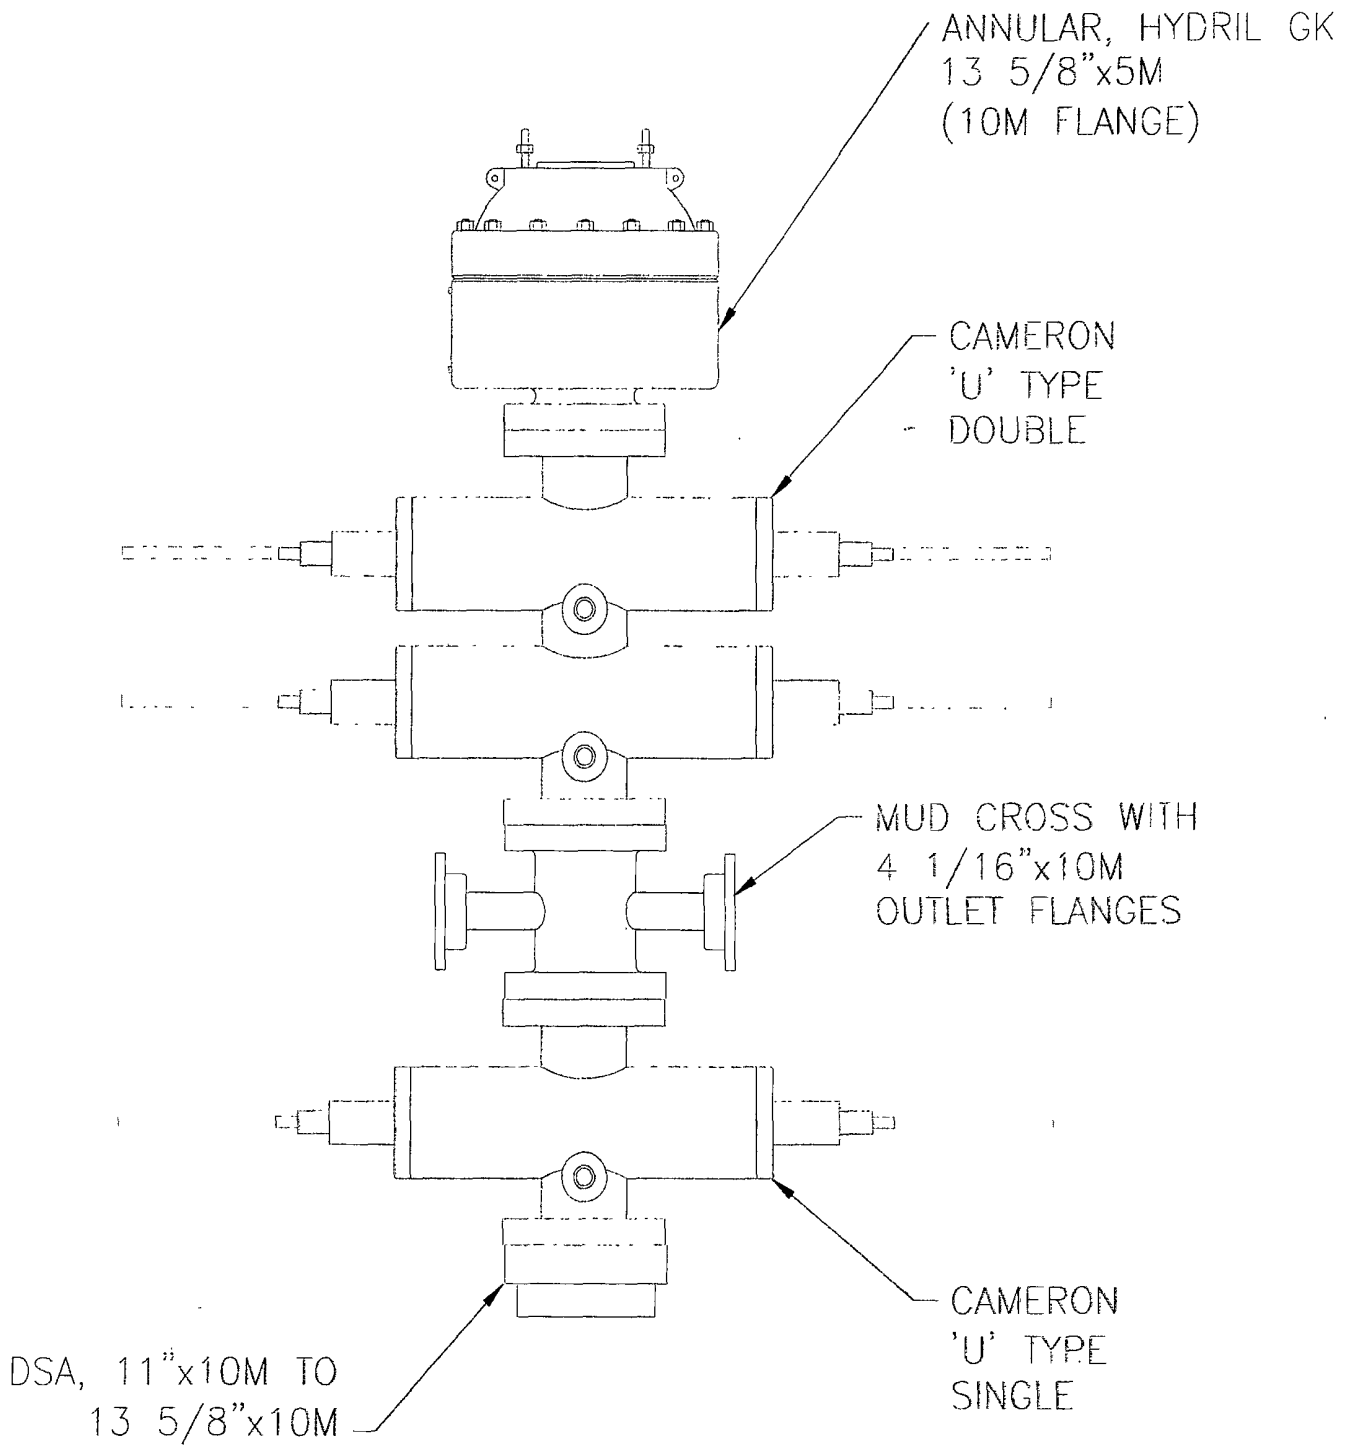 ANNULAR, HYDRIL GK
13 5/8"x5M
(10M FLANGE)
CAMERON
'U' TYPE
DOUBLE
MUD CROSS WITH
4 1/16"x10M
OUTLET FLANGES
CAMERON
'U' TYPE
SINGLE
DSA, 11"x10M TO
13 5/8"x10M